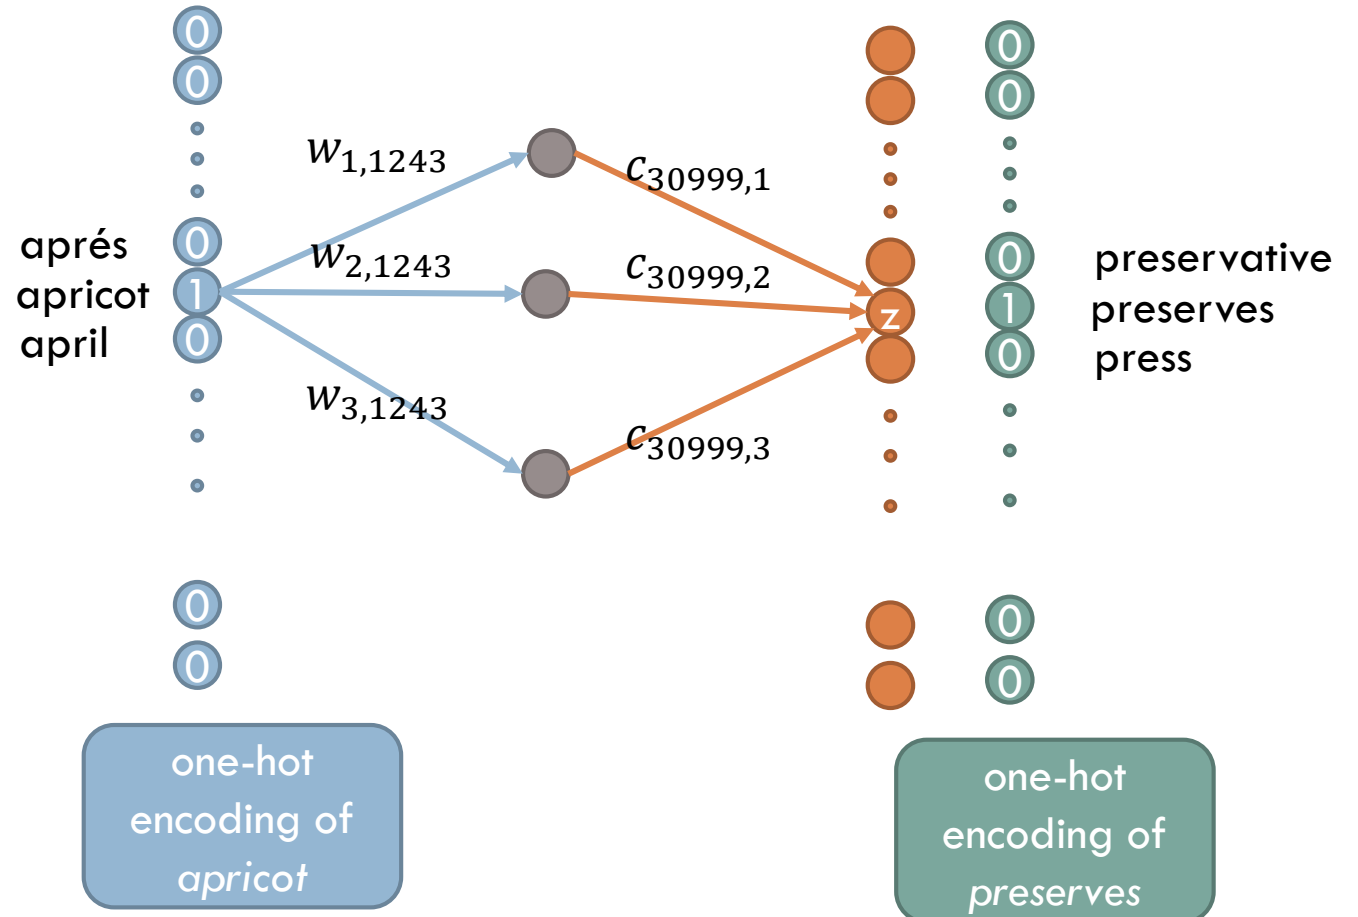 0
0
0
0
w₁,₁₂₄₃
c₃₀₉₉₉,₁
aprés
0
w₂,₁₂₄₃
c₃₀₉₉₉,₂
0
preservative
apricot
1
z
1
preserves
april
0
0
press
w₃,₁₂₄₃
c₃₀₉₉₉,₃
0
0
0
0
one-hot
encoding of
apricot
one-hot
encoding of
preserves